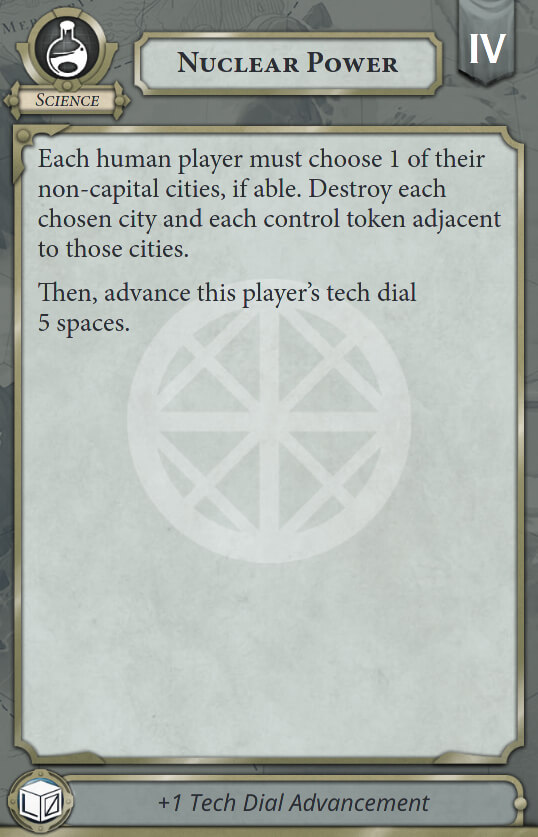 Nuclear Power
IV
Science
Each human player must choose 1 of their
non-capital cities, if able. Destroy each
chosen city and each control token adjacent
to those cities.
Then, advance this player's tech dial
5 spaces.
+1 Tech Dial Advancement